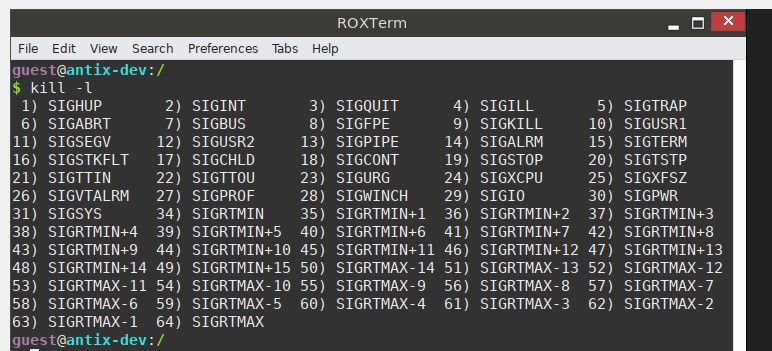 ROXTerm
File Edit View Search Preferences Tabs Help
guest@antix-dev:/
$ kill -l
 1) SIGHUP       2) SIGINT       3) SIGQUIT      4) SIGILL       5) SIGTRAP
 6) SIGABRT      7) SIGBUS       8) SIGFPE       9) SIGKILL     10) SIGUSR1
11) SIGSEGV     12) SIGUSR2     13) SIGPIPE     14) SIGALRM     15) SIGTERM
16) SIGSTKFLT   17) SIGCHLD     18) SIGCONT     19) SIGSTOP     20) SIGTSTP
21) SIGTTIN     22) SIGTTOU     23) SIGURG      24) SIGXCPU     25) SIGXFSZ
26) SIGVTALRM   27) SIGPROF     28) SIGWINCH    29) SIGIO       30) SIGPWR
31) SIGSYS      34) SIGRTMIN    35) SIGRTMIN+1  36) SIGRTMIN+2  37) SIGRTMIN+3
38) SIGRTMIN+4  39) SIGRTMIN+5  40) SIGRTMIN+6  41) SIGRTMIN+7  42) SIGRTMIN+8
43) SIGRTMIN+9  44) SIGRTMIN+10 45) SIGRTMIN+11 46) SIGRTMIN+12 47) SIGRTMIN+13
48) SIGRTMIN+14 49) SIGRTMIN+15 50) SIGRTMAX-14 51) SIGRTMAX-13 52) SIGRTMAX-12
53) SIGRTMAX-11 54) SIGRTMAX-10 55) SIGRTMAX-9  56) SIGRTMAX-8  57) SIGRTMAX-7
58) SIGRTMAX-6  59) SIGRTMAX-5  60) SIGRTMAX-4  61) SIGRTMAX-3  62) SIGRTMAX-2
63) SIGRTMAX-1  64) SIGRTMAX
guest@antix-dev:/